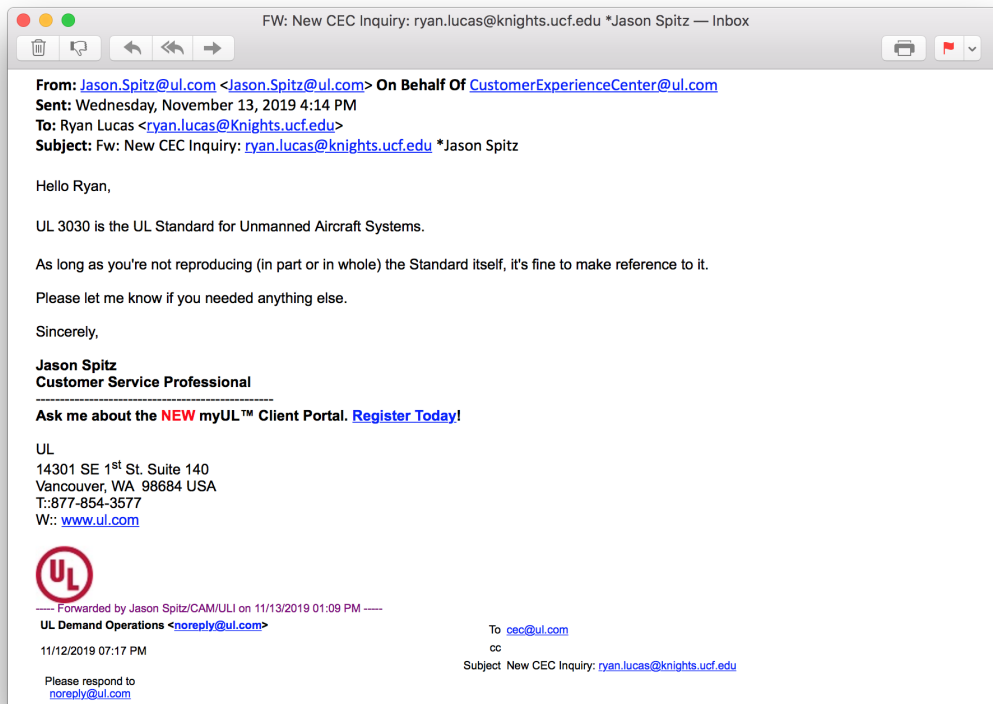 FW: New CEC Inquiry: ryan.lucas@knights.ucf.edu *Jason Spitz — Inbox
From: Jason.Spitz@ul.com <Jason.Spitz@ul.com> On Behalf Of CustomerExperienceCenter@ul.com
Sent: Wednesday, November 13, 2019 4:14 PM
To: Ryan Lucas <ryan.lucas@Knights.ucf.edu>
Subject: Fw: New CEC Inquiry: ryan.lucas@knights.ucf.edu *Jason Spitz
Hello Ryan,
UL 3030 is the UL Standard for Unmanned Aircraft Systems.
As long as you're not reproducing (in part or in whole) the Standard itself, it's fine to make reference to it.
Please let me know if you needed anything else.
Sincerely,
Jason Spitz
Customer Service Professional
------------------------------------------------
Ask me about the NEW myUL™ Client Portal. Register Today!
UL
14301 SE 1st St. Suite 140
Vancouver, WA  98684 USA
T::877-854-3577
W:: www.ul.com
UL
----- Forwarded by Jason Spitz/CAM/ULI on 11/13/2019 01:09 PM -----
UL Demand Operations <noreply@ul.com>
To cec@ul.com
cc
11/12/2019 07:17 PM
Subject New CEC Inquiry: ryan.lucas@knights.ucf.edu
Please respond to
noreply@ul.com